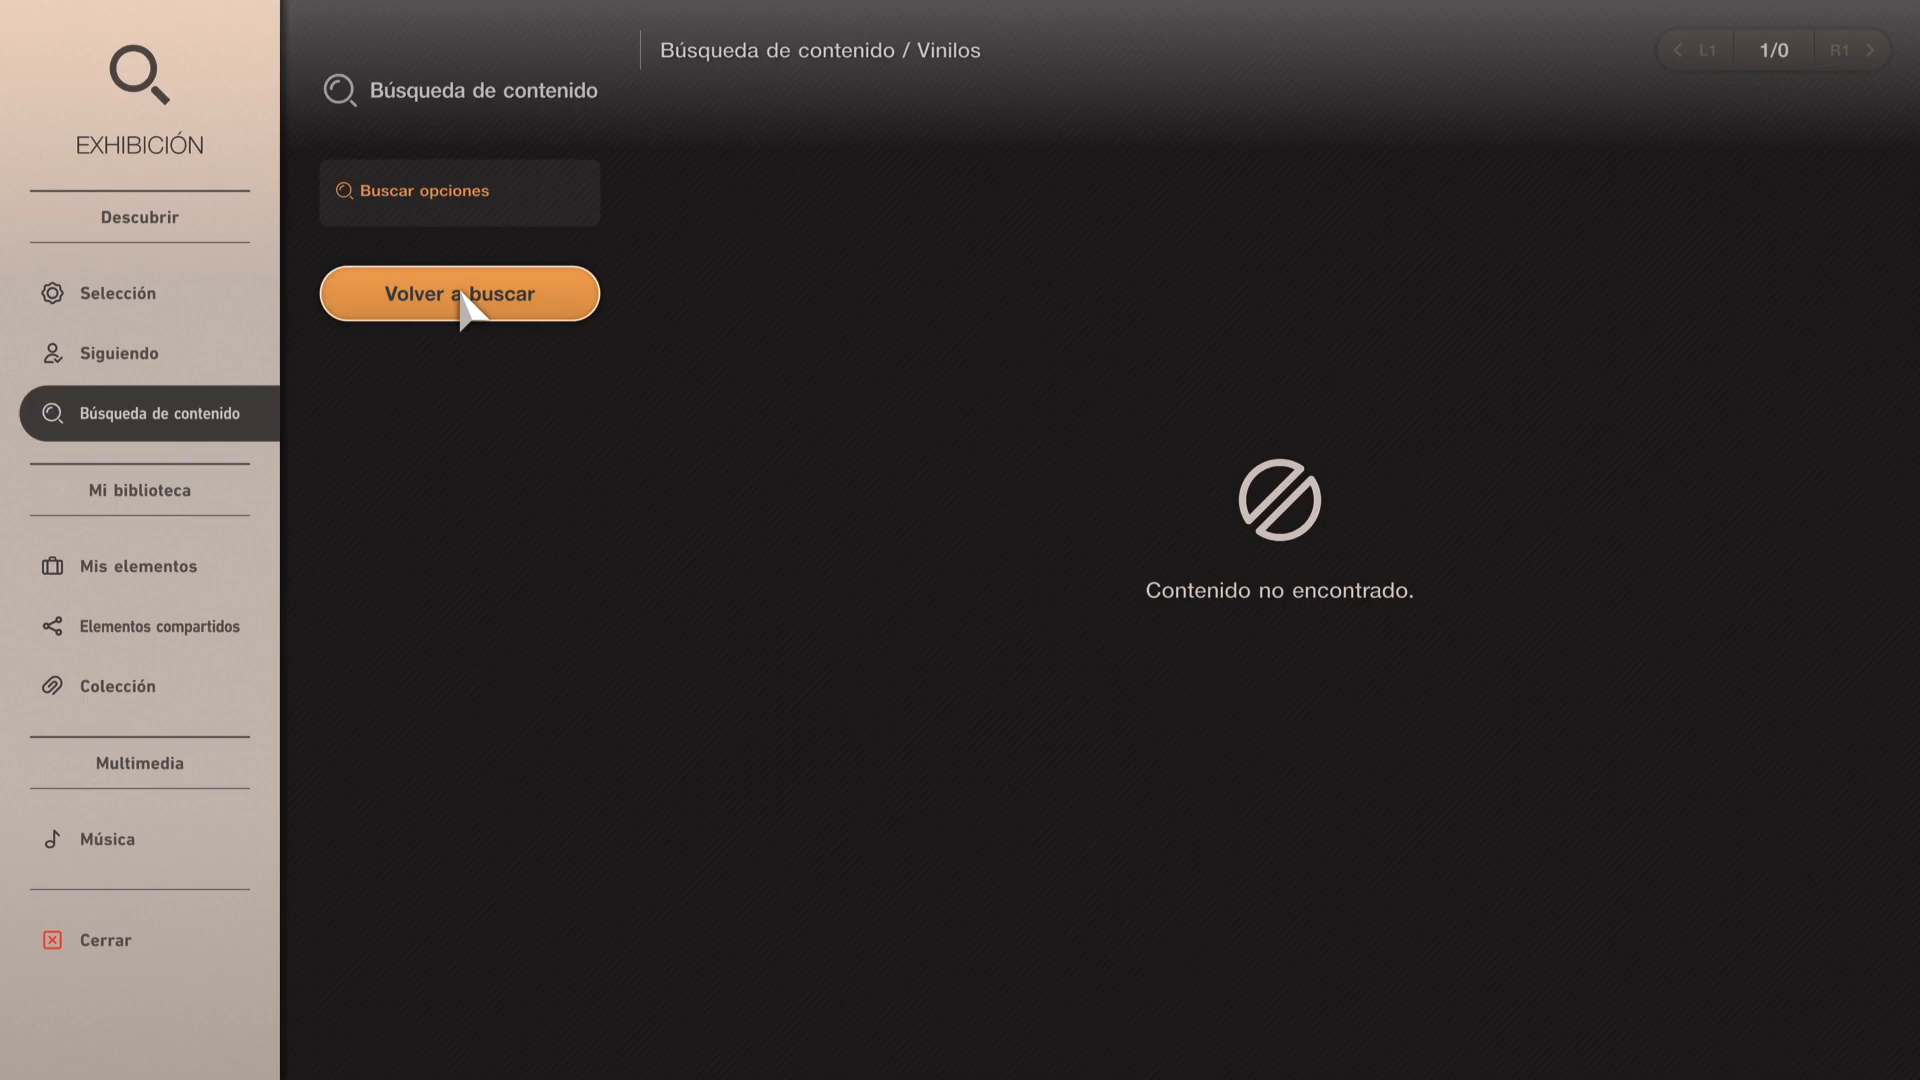 EXHIBICIÓN
Descubrir
Selección
Siguiendo
Búsqueda de contenido
Mi biblioteca
Mis elementos
Elementos compartidos
Colección
Multimedia
Música
Cerrar
Búsqueda de contenido
Buscar opciones
Volver a buscar
Búsqueda de contenido / Vinilos
L1 1/0 R1
Contenido no encontrado.